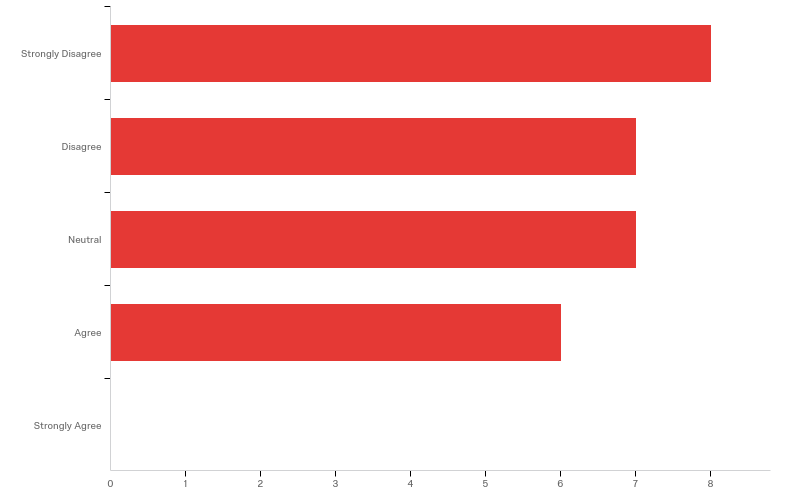 Strongly Disagree
Disagree
Neutral
Agree
Strongly Agree
0 1 2 3 4 5 6 7 8